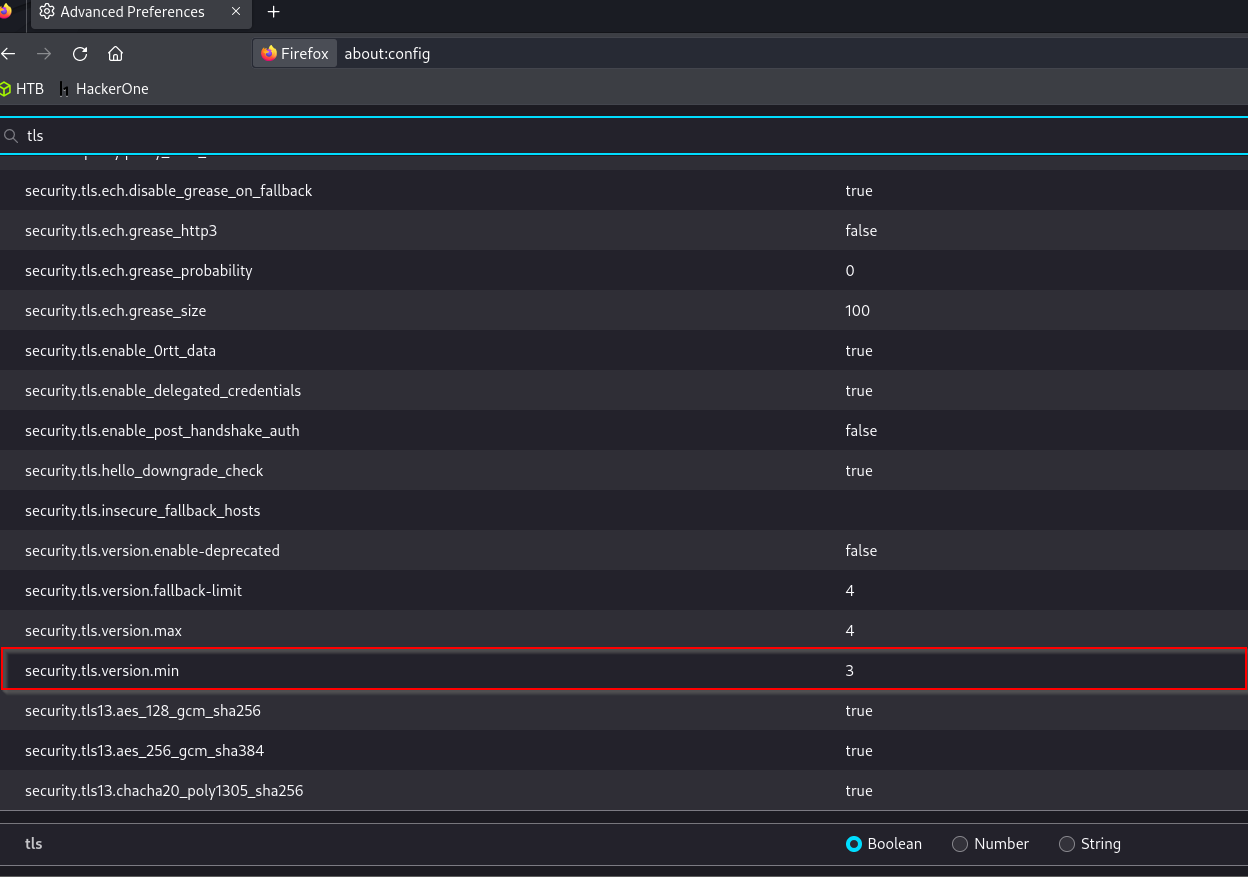 Advanced Preferences
Firefox about:config
HTB HackerOne
tls
security.tls.ech.disable_grease_on_fallback true
security.tls.ech.grease_http3 false
security.tls.ech.grease_probability 0
security.tls.ech.grease_size 100
security.tls.enable_0rtt_data true
security.tls.enable_delegated_credentials true
security.tls.enable_post_handshake_auth false
security.tls.hello_downgrade_check true
security.tls.insecure_fallback_hosts
security.tls.version.enable-deprecated false
security.tls.version.fallback-limit 4
security.tls.version.max 4
security.tls.version.min 3
security.tls13.aes_128_gcm_sha256 true
security.tls13.aes_256_gcm_sha384 true
security.tls13.chacha20_poly1305_sha256 true
tls Boolean Number String